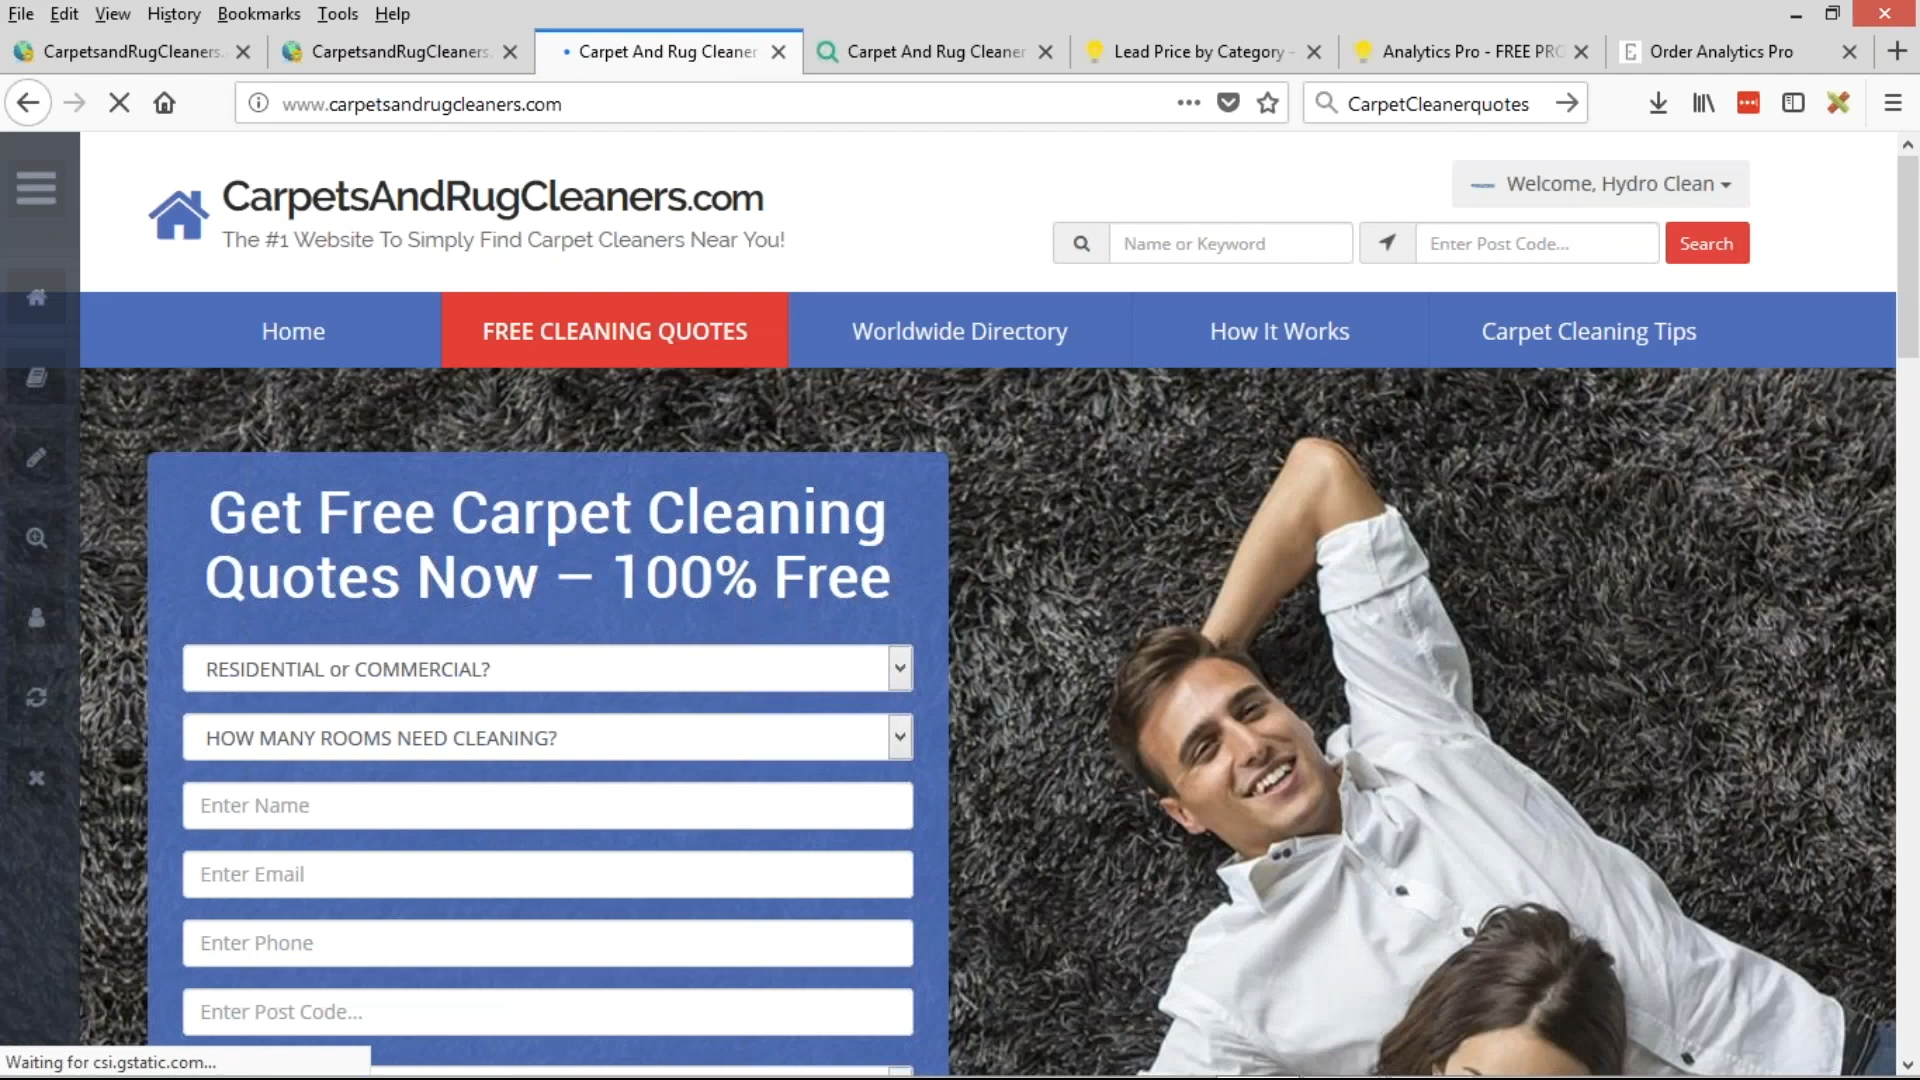 File Edit View History Bookmarks Tools Help
CarpetsandRugCleaners.
CarpetsandRugCleaners.
Carpet And Rug Cleaner
Carpet And Rug Cleaner
Lead Price by Category -
Analytics Pro - FREE PRO
Order Analytics Pro
www.carpetsandrugcleaners.com
CarpetCleanerquotes
CarpetsAndRugCleaners.com
The #1 Website To Simply Find Carpet Cleaners Near You!
Welcome, Hydro Clean
Name or Keyword
Enter Post Code...
Search
Home
FREE CLEANING QUOTES
Worldwide Directory
How It Works
Carpet Cleaning Tips
Get Free Carpet Cleaning
Quotes Now – 100% Free
RESIDENTIAL or COMMERCIAL?
HOW MANY ROOMS NEED CLEANING?
Enter Name
Enter Email
Enter Phone
Enter Post Code...
Waiting for csi.gstatic.com...